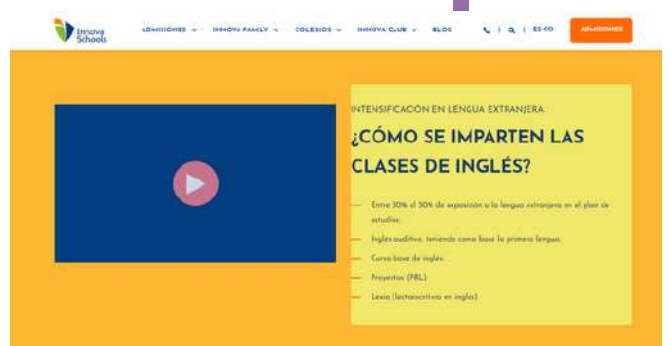 Innova
Schools
ADMISIONES
INNOVA FAMILY
COLEGIOS
INNOVA CLUB
BLOG
ES-CO
ADMISIONES
INTENSIFICACIÓN EN LENGUA EXTRANJERA
¿CÓMO SE IMPARTEN LAS
CLASES DE INGLÉS?
Entre 30% al 50% de exposición a la lengua extranjera en el plan de
estudios.
Inglés auditivo, teniendo como base la primera lengua.
Curso base de inglés.
Proyectos (PBL)
Lexia (lectoescritura en inglés)